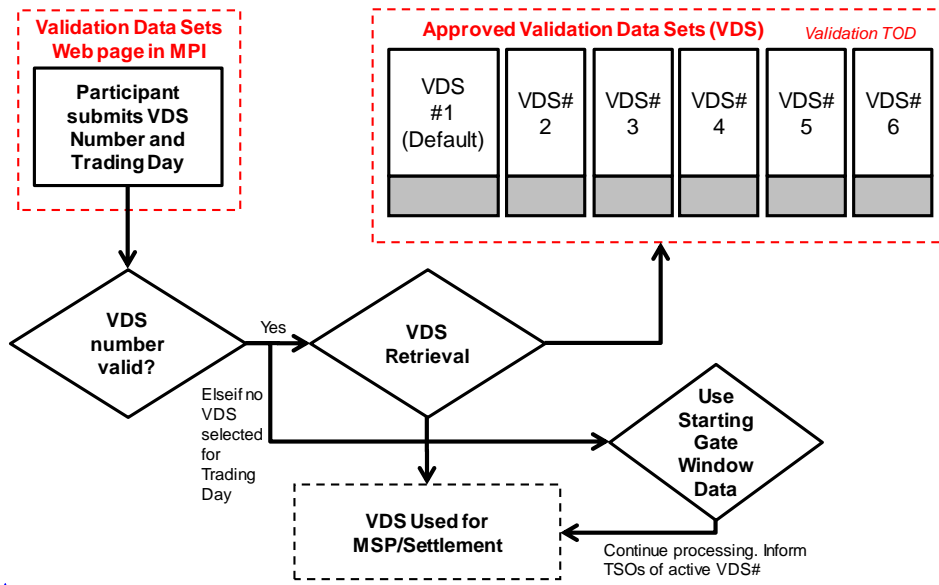 Validation Data Sets
Web page in MPI
Participant
submits VDS
Number and
Trading Day
Approved Validation Data Sets (VDS)
Validation TOD
VDS
#1
(Default)
VDS#
2
VDS#
3
VDS#
4
VDS#
5
VDS#
6
VDS
number
valid?
Yes
VDS
Retrieval
Elseif no
VDS
selected
for
Trading
Day
Use
Starting
Gate
Window
Data
VDS Used for
MSP/Settlement
Continue processing. Inform
TSOs of active VDS#